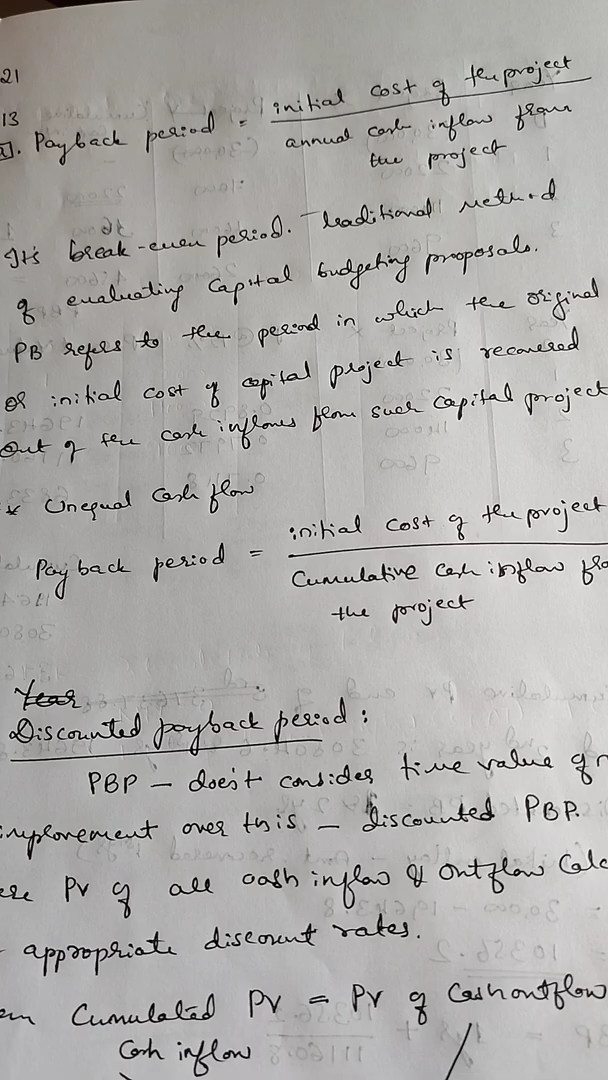 21
13
Payback period = initial cost of the project
annual cash inflow from
the project
It's break-even period. Traditional method
of evaluating Capital budgeting proposals.
PB refers to the period in which the original
or initial cost of capital project is recovered
out of the cash inflows from such capital project
* Unequal Cash flow
Payback period = initial cost of the project
Cumulative Cash inflow fro
the project
Year
Discounted payback period :
PBP – does't consider time value of
improvement over this – Discounted PBP.
ere PV of all cash inflow & outflow Calc
appropriate discount rates.
Cumulated PV = PV of Cash outflow
Cash inflow